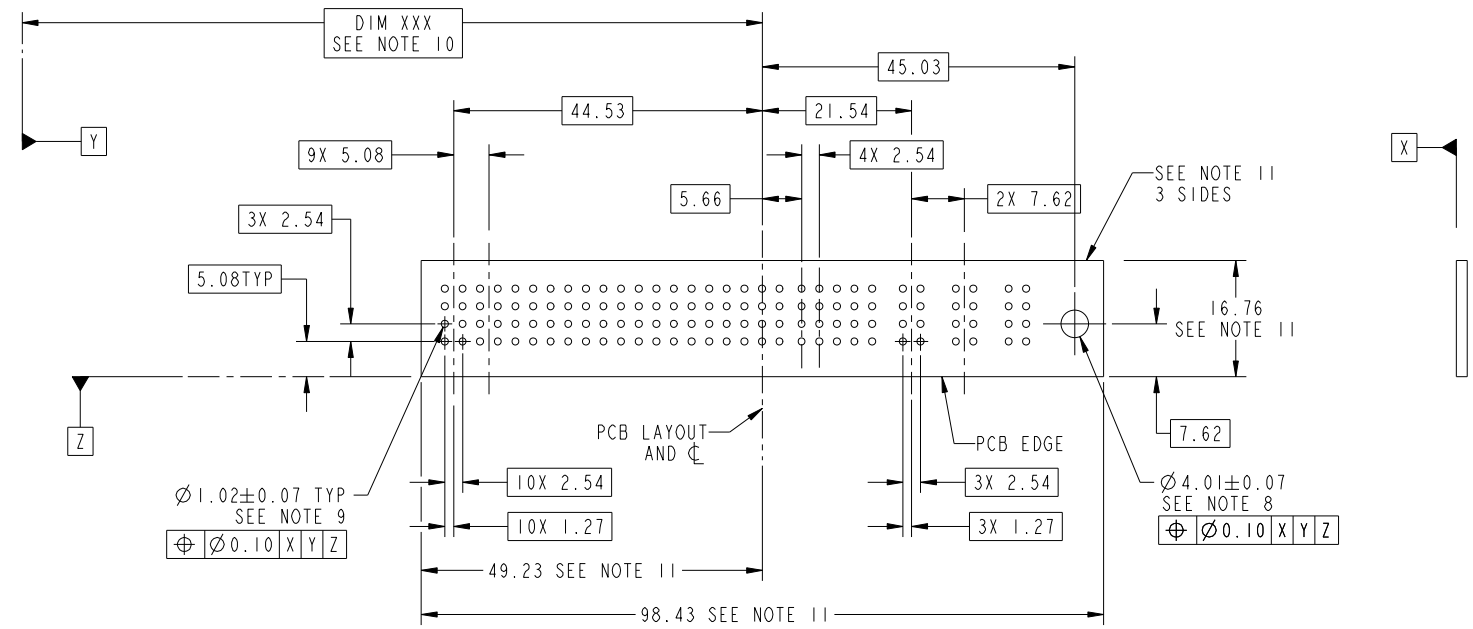 DIM XXX
SEE NOTE 10
45.03
44.53
21.54
Y
X
9X 5.08
4X 2.54
SEE NOTE 11
3 SIDES
5.66
2X 7.62
3X 2.54
5.08TYP
16.76
SEE NOTE 11
Z
PCB LAYOUT
AND ℄
PCB EDGE
7.62
Ø1.02±0.07 TYP
SEE NOTE 9
⌖ Ø0.10 X Y Z
10X 2.54
3X 2.54
Ø4.01±0.07
SEE NOTE 8
⌖ Ø0.10 X Y Z
10X 1.27
3X 1.27
49.23 SEE NOTE 11
98.43 SEE NOTE 11